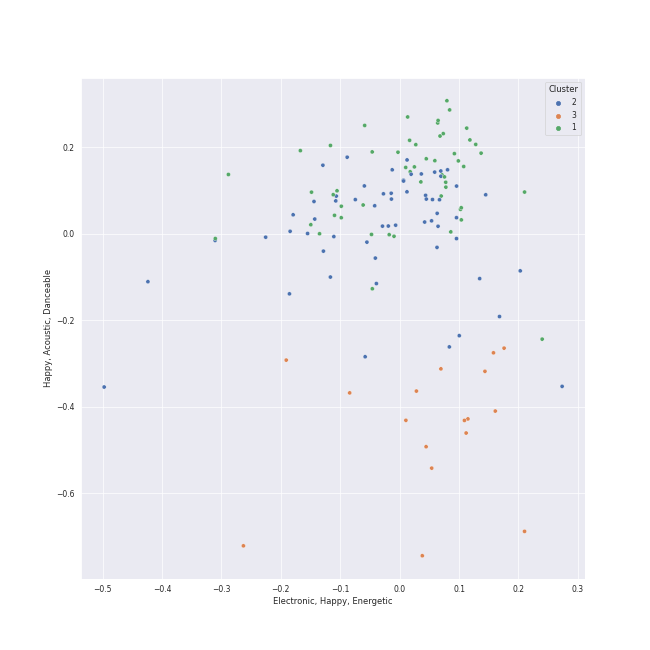 Cluster
2
3
1
0.2
0.0
−0.2
−0.4
−0.6
Happy, Acoustic, Danceable
−0.5 −0.4 −0.3 −0.2 −0.1 0.0 0.1 0.2 0.3
Electronic, Happy, Energetic